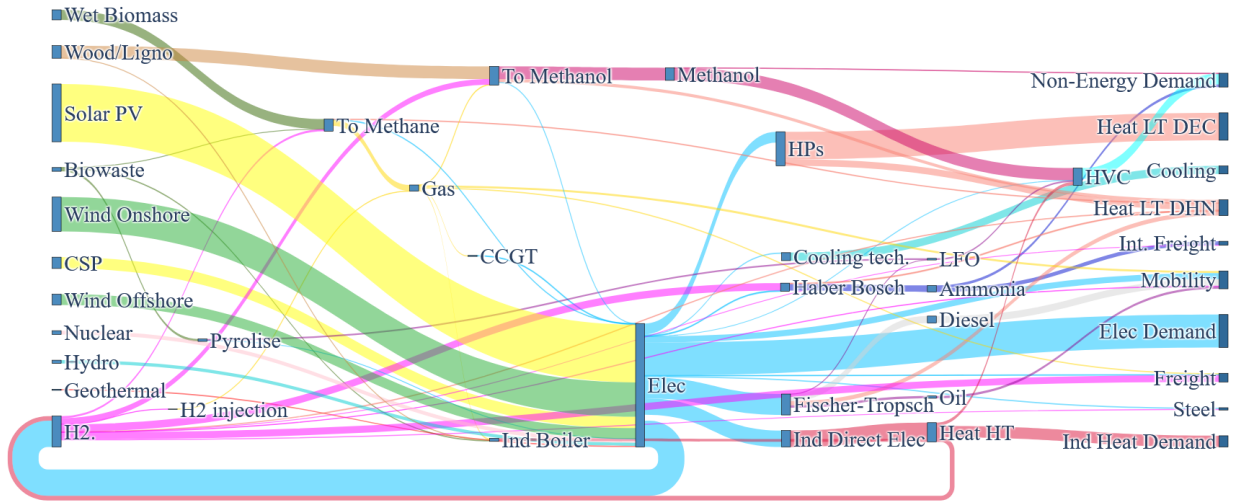 Wet Biomass
Wood/Ligno
Solar PV
Biowaste
Wind Onshore
CSP
Wind Offshore
Nuclear
Hydro
Geothermal
H2.
H2 injection
Pyrolise
To Methane
Gas
CCGT
To Methanol
Ind Boiler
Elec
Methanol
HPs
Cooling tech.
Haber Bosch
Fischer-Tropsch
Ind Direct Elec
LFO
Ammonia
Diesel
Oil
Heat HT
HVC
Non-Energy Demand
Heat LT DEC
Cooling
Heat LT DHN
Int. Freight
Mobility
Elec Demand
Freight
Steel
Ind Heat Demand